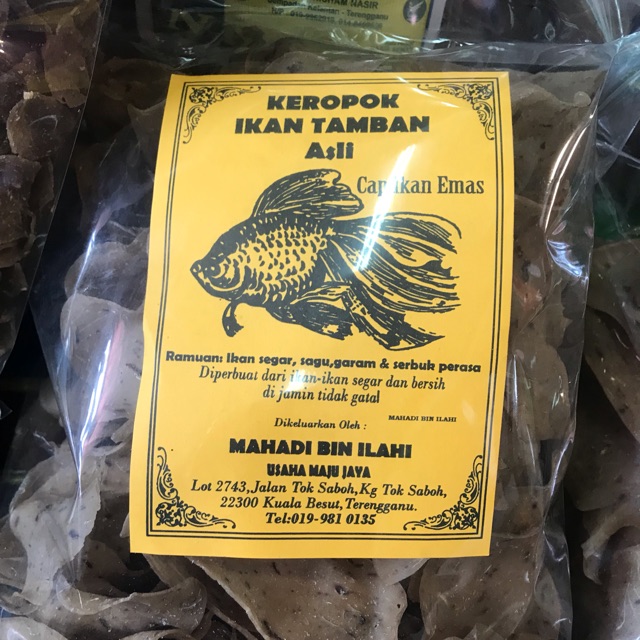 NASIR
Terengganu
KEROPOK
IKAN TAMBAN
Asli
Cap Ikan Emas
Ramuan: Ikan segar, sagu,garam & serbuk perasa
Diperbuat dari ikan-ikan segar dan bersih
di jamin tidak gatal
MAHADI BIN ILAHI
Dikeluarkan Oleh :
MAHADI BIN ILAHI
USAHA MAJU JAYA
Lot 2743,Jalan Tok Saboh,Kg Tok Saboh,
22300 Kuala Besut,Terengganu.
Tel:019-981 0135